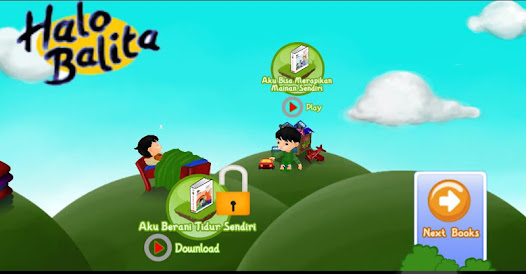 Halo
Balita
Aku Bisa Merapikan
Mainan Sendiri
Play
Aku Berani Tidur Sendiri
Download
Next Books